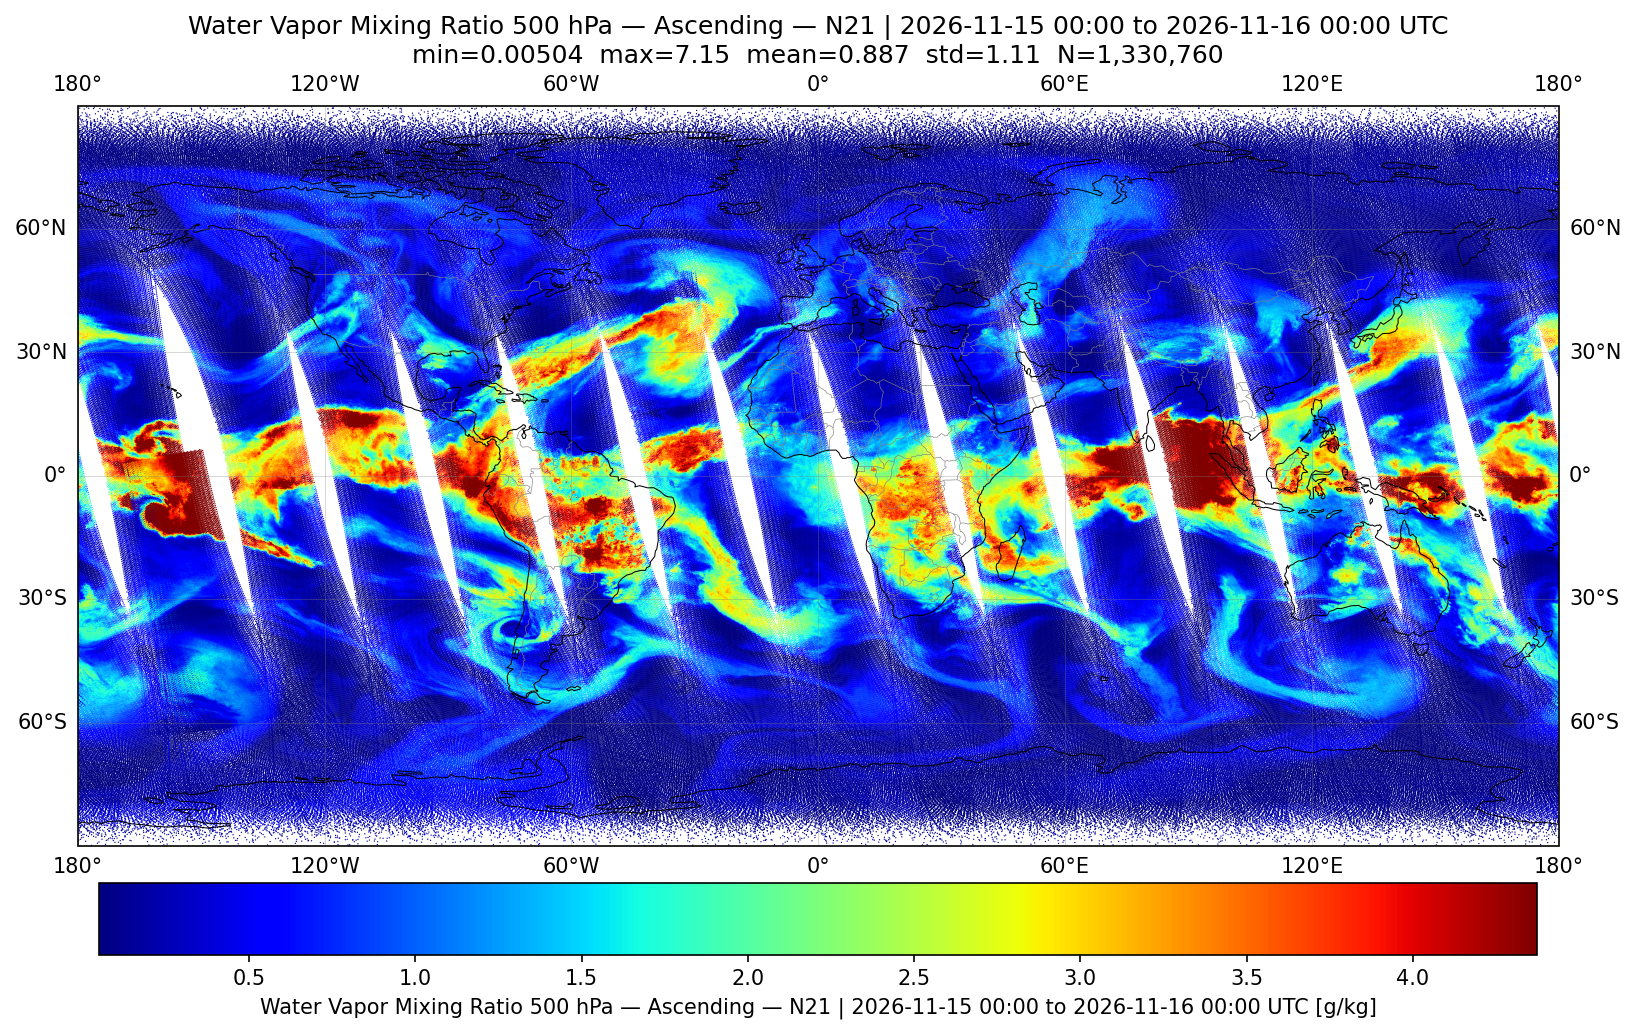 Water Vapor Mixing Ratio 500 hPa — Ascending — N21 | 2026-11-15 00:00 to 2026-11-16 00:00 UTC
min=0.00504 max=7.15 mean=0.887 std=1.11 N=1,330,760
180° 120°W 60°W 0° 60°E 120°E 180°
60°N 60°N
30°N 30°N
0° 0°
30°S 30°S
60°S 60°S
180° 120°W 60°W 0° 60°E 120°E 180°
0.5 1.0 1.5 2.0 2.5 3.0 3.5 4.0
Water Vapor Mixing Ratio 500 hPa — Ascending — N21 | 2026-11-15 00:00 to 2026-11-16 00:00 UTC [g/kg]